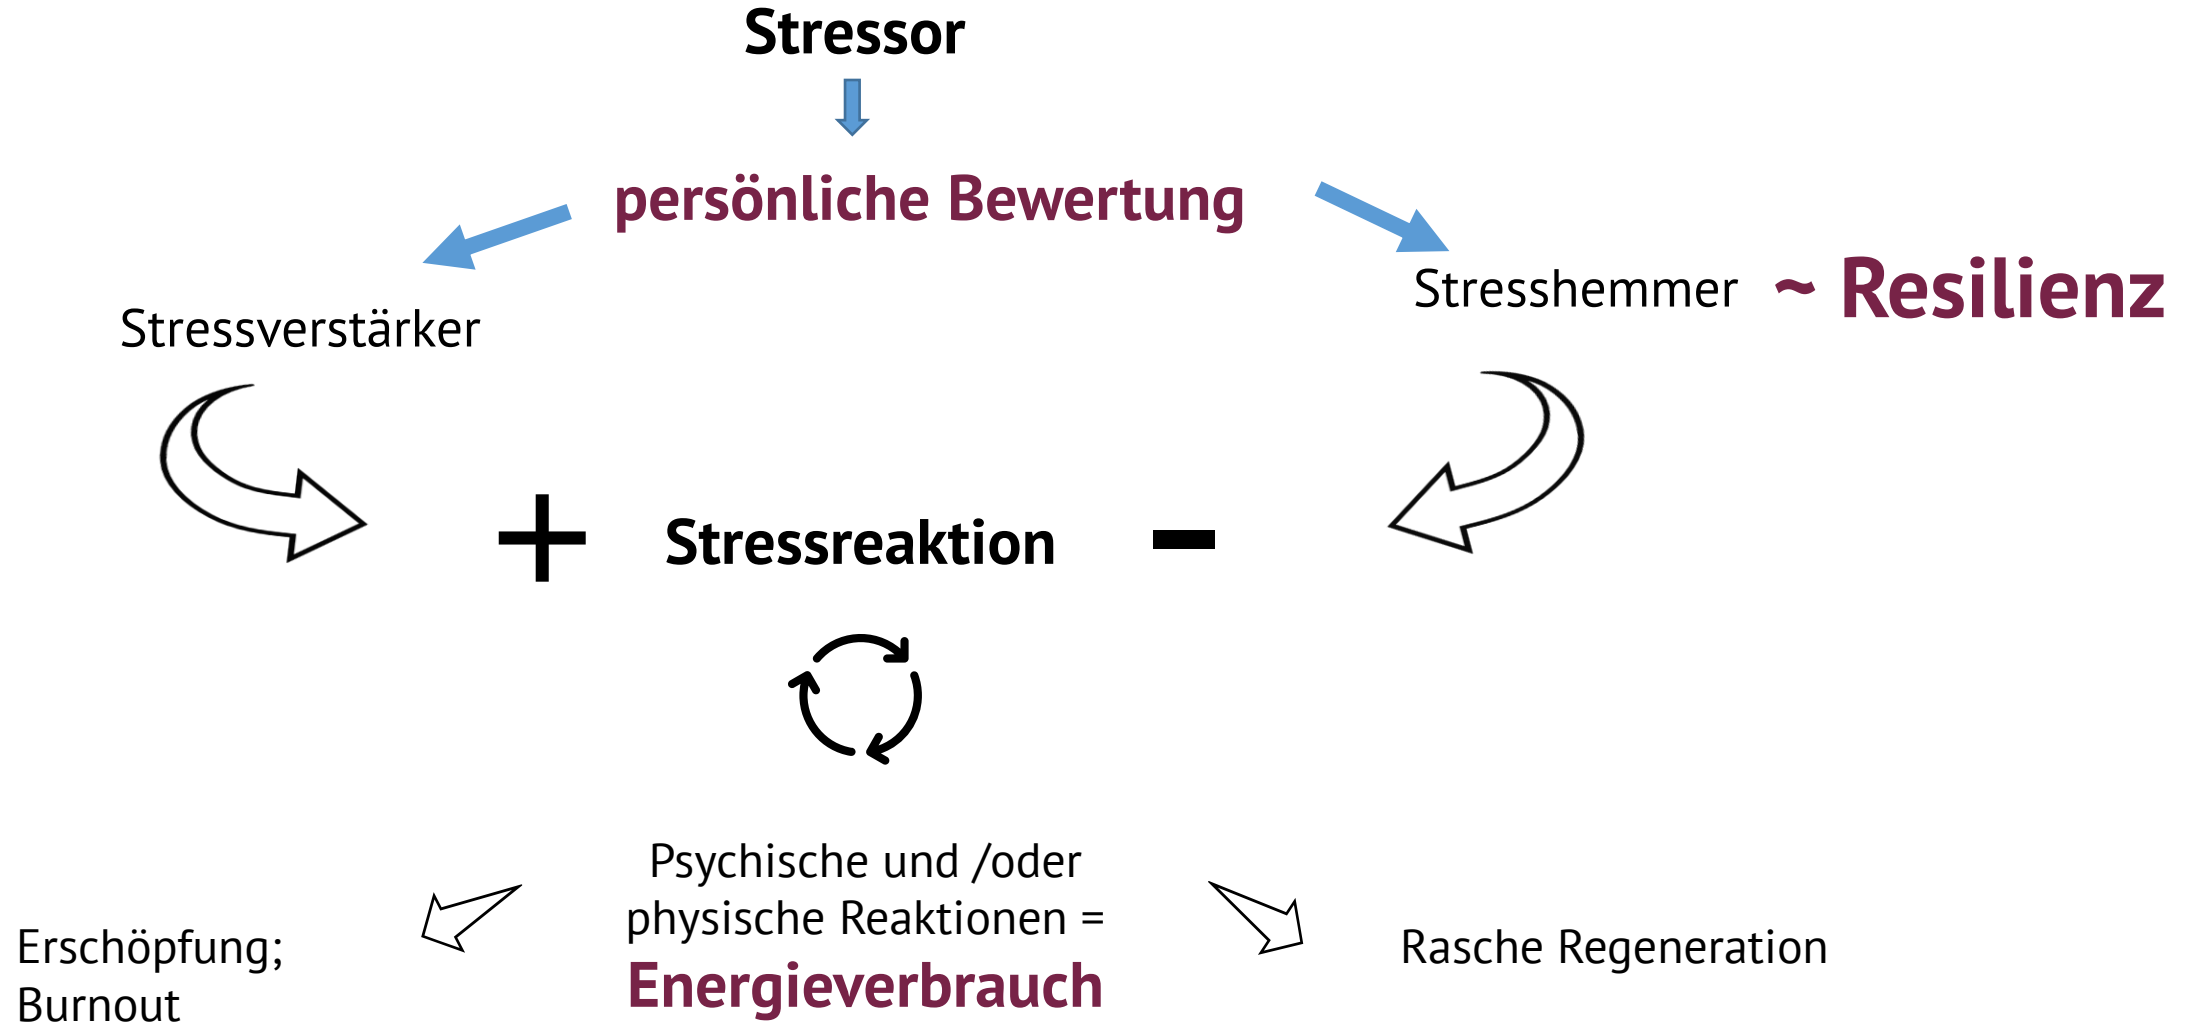 Stressor
persönliche Bewertung
Stresshemmer ~ Resilienz
Stressverstärker
+ Stressreaktion -
Psychische und /oder
physische Reaktionen =
Energieverbrauch
Erschöpfung;
Burnout
Rasche Regeneration